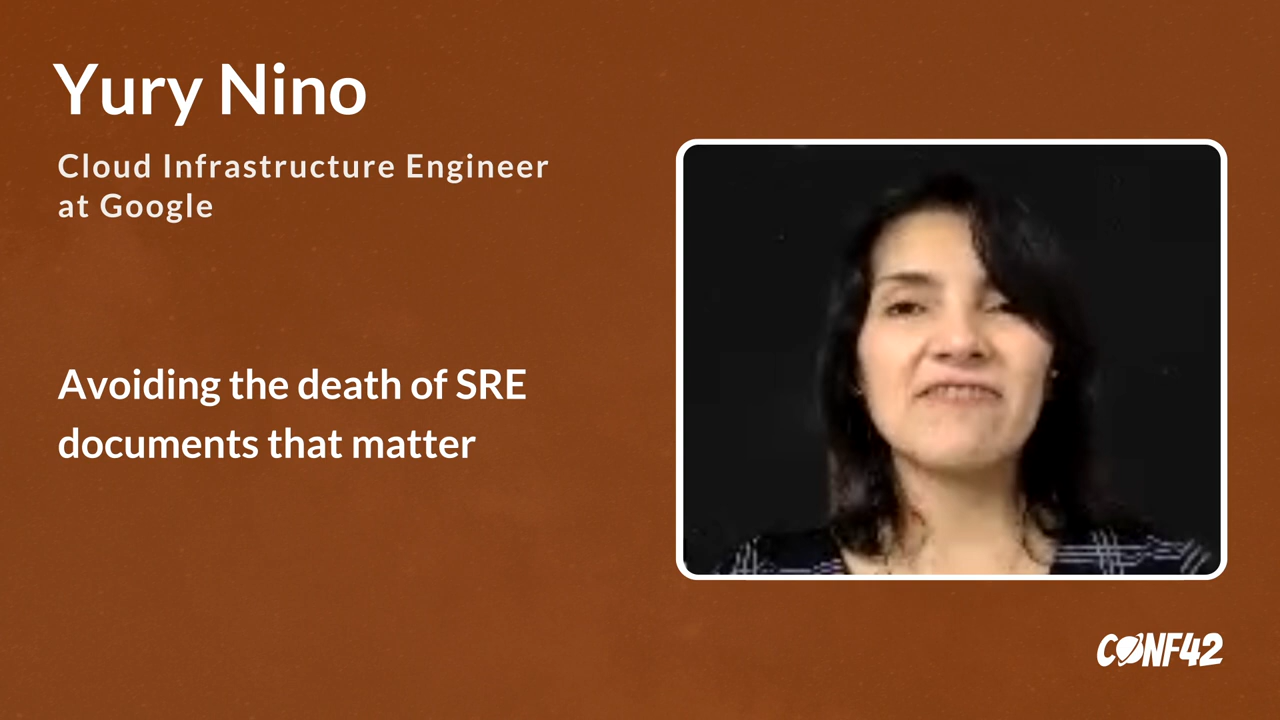 Yury Nino
Cloud Infrastructure Engineer
at Google
Avoiding the death of SRE
documents that matter
CONF42